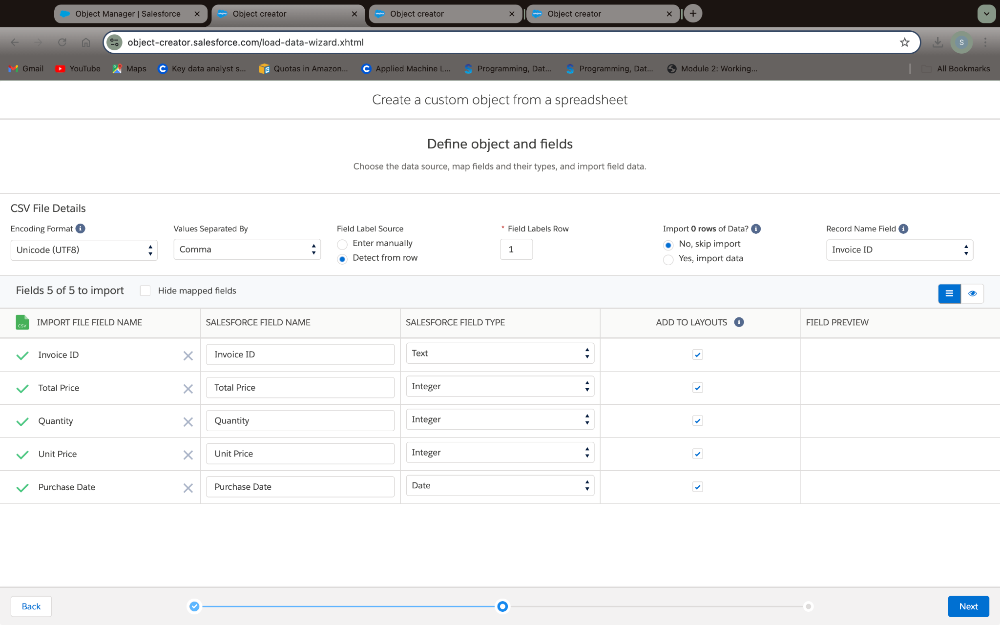 Object Manager | Salesforce
Object creator
Object creator
Object creator
object-creator.salesforce.com/load-data-wizard.xhtml
S
Gmail
YouTube
Maps
Key data analyst s...
Quotas in Amazon...
Applied Machine L...
Programming, Dat...
Programming, Dat...
Module 2: Working...
All Bookmarks
Create a custom object from a spreadsheet
Define object and fields
Choose the data source, map fields and their types, and import field data.
CSV File Details
Encoding Format
Unicode (UTF8)
Values Separated By
Comma
Field Label Source
Enter manually
Detect from row
* Field Labels Row
1
Import 0 rows of Data?
No, skip import
Yes, import data
Record Name Field
Invoice ID
Fields 5 of 5 to import
Hide mapped fields
CSV IMPORT FILE FIELD NAME
SALESFORCE FIELD NAME
SALESFORCE FIELD TYPE
ADD TO LAYOUTS
FIELD PREVIEW
Invoice ID
Invoice ID
Text
Total Price
Total Price
Integer
Quantity
Quantity
Integer
Unit Price
Unit Price
Integer
Purchase Date
Purchase Date
Date
Back
Next